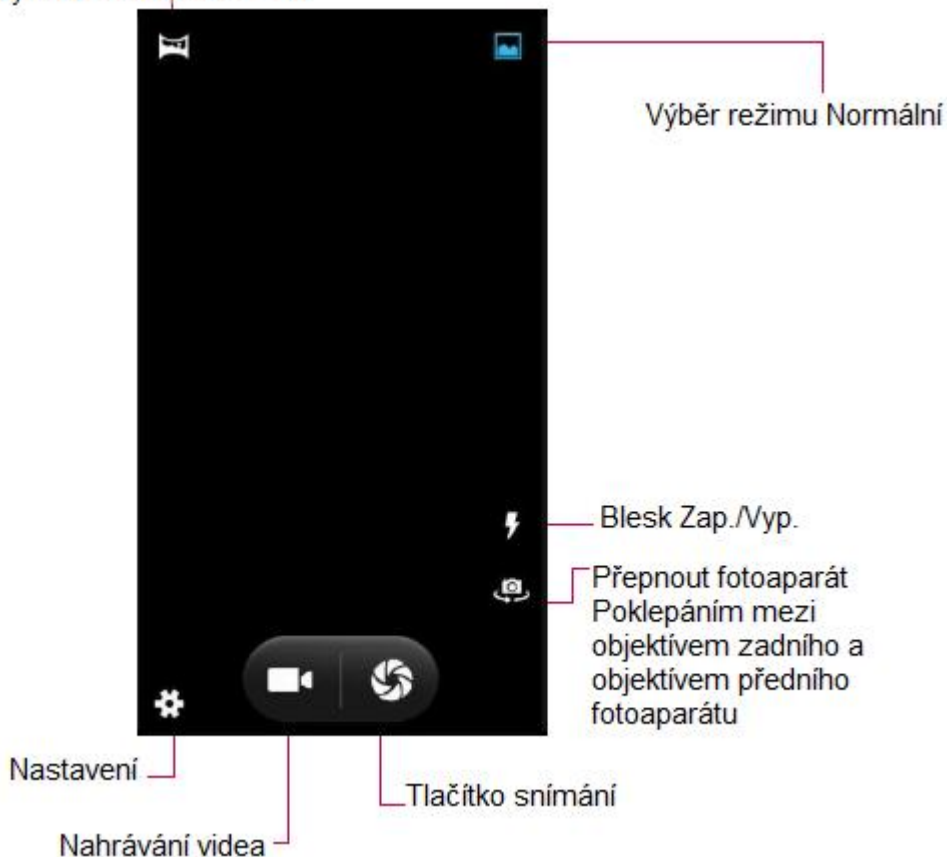 Výběr režimu Normální
Blesk Zap./Vyp.
Přepnout fotoaparát
Poklepáním mezi
objektívem zadního a
objektívem předního
fotoaparátu
Nastavení
Tlačítko snímání
Nahrávání videa